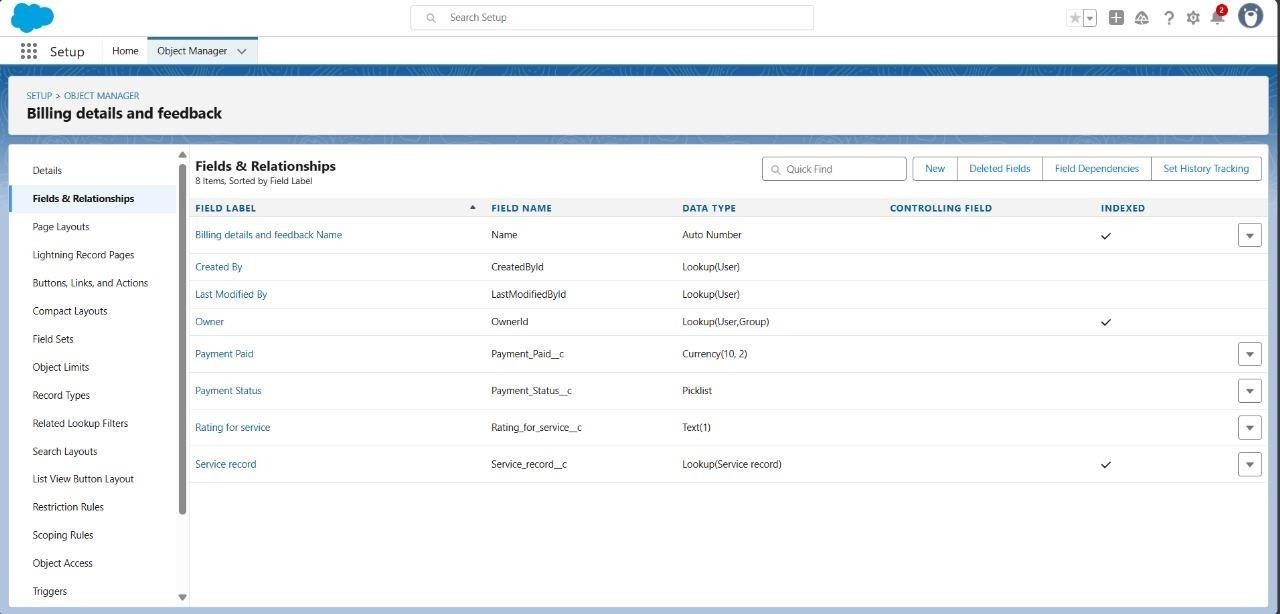 Search Setup
2
Setup
Home
Object Manager
SETUP > OBJECT MANAGER
Billing details and feedback
Details
Fields & Relationships
Page Layouts
Lightning Record Pages
Buttons, Links, and Actions
Compact Layouts
Field Sets
Object Limits
Record Types
Related Lookup Filters
Search Layouts
List View Button Layout
Restriction Rules
Scoping Rules
Object Access
Triggers
Fields & Relationships
8 Items, Sorted by Field Label
Quick Find
New
Deleted Fields
Field Dependencies
Set History Tracking
FIELD LABEL FIELD NAME DATA TYPE CONTROLLING FIELD INDEXED
Billing details and feedback Name Name Auto Number
Created By CreatedById Lookup(User)
Last Modified By LastModifiedById Lookup(User)
Owner OwnerId Lookup(User,Group)
Payment Paid Payment_Paid__c Currency(10, 2)
Payment Status Payment_Status__c Picklist
Rating for service Rating_for_service__c Text(1)
Service record Service_record__c Lookup(Service record)